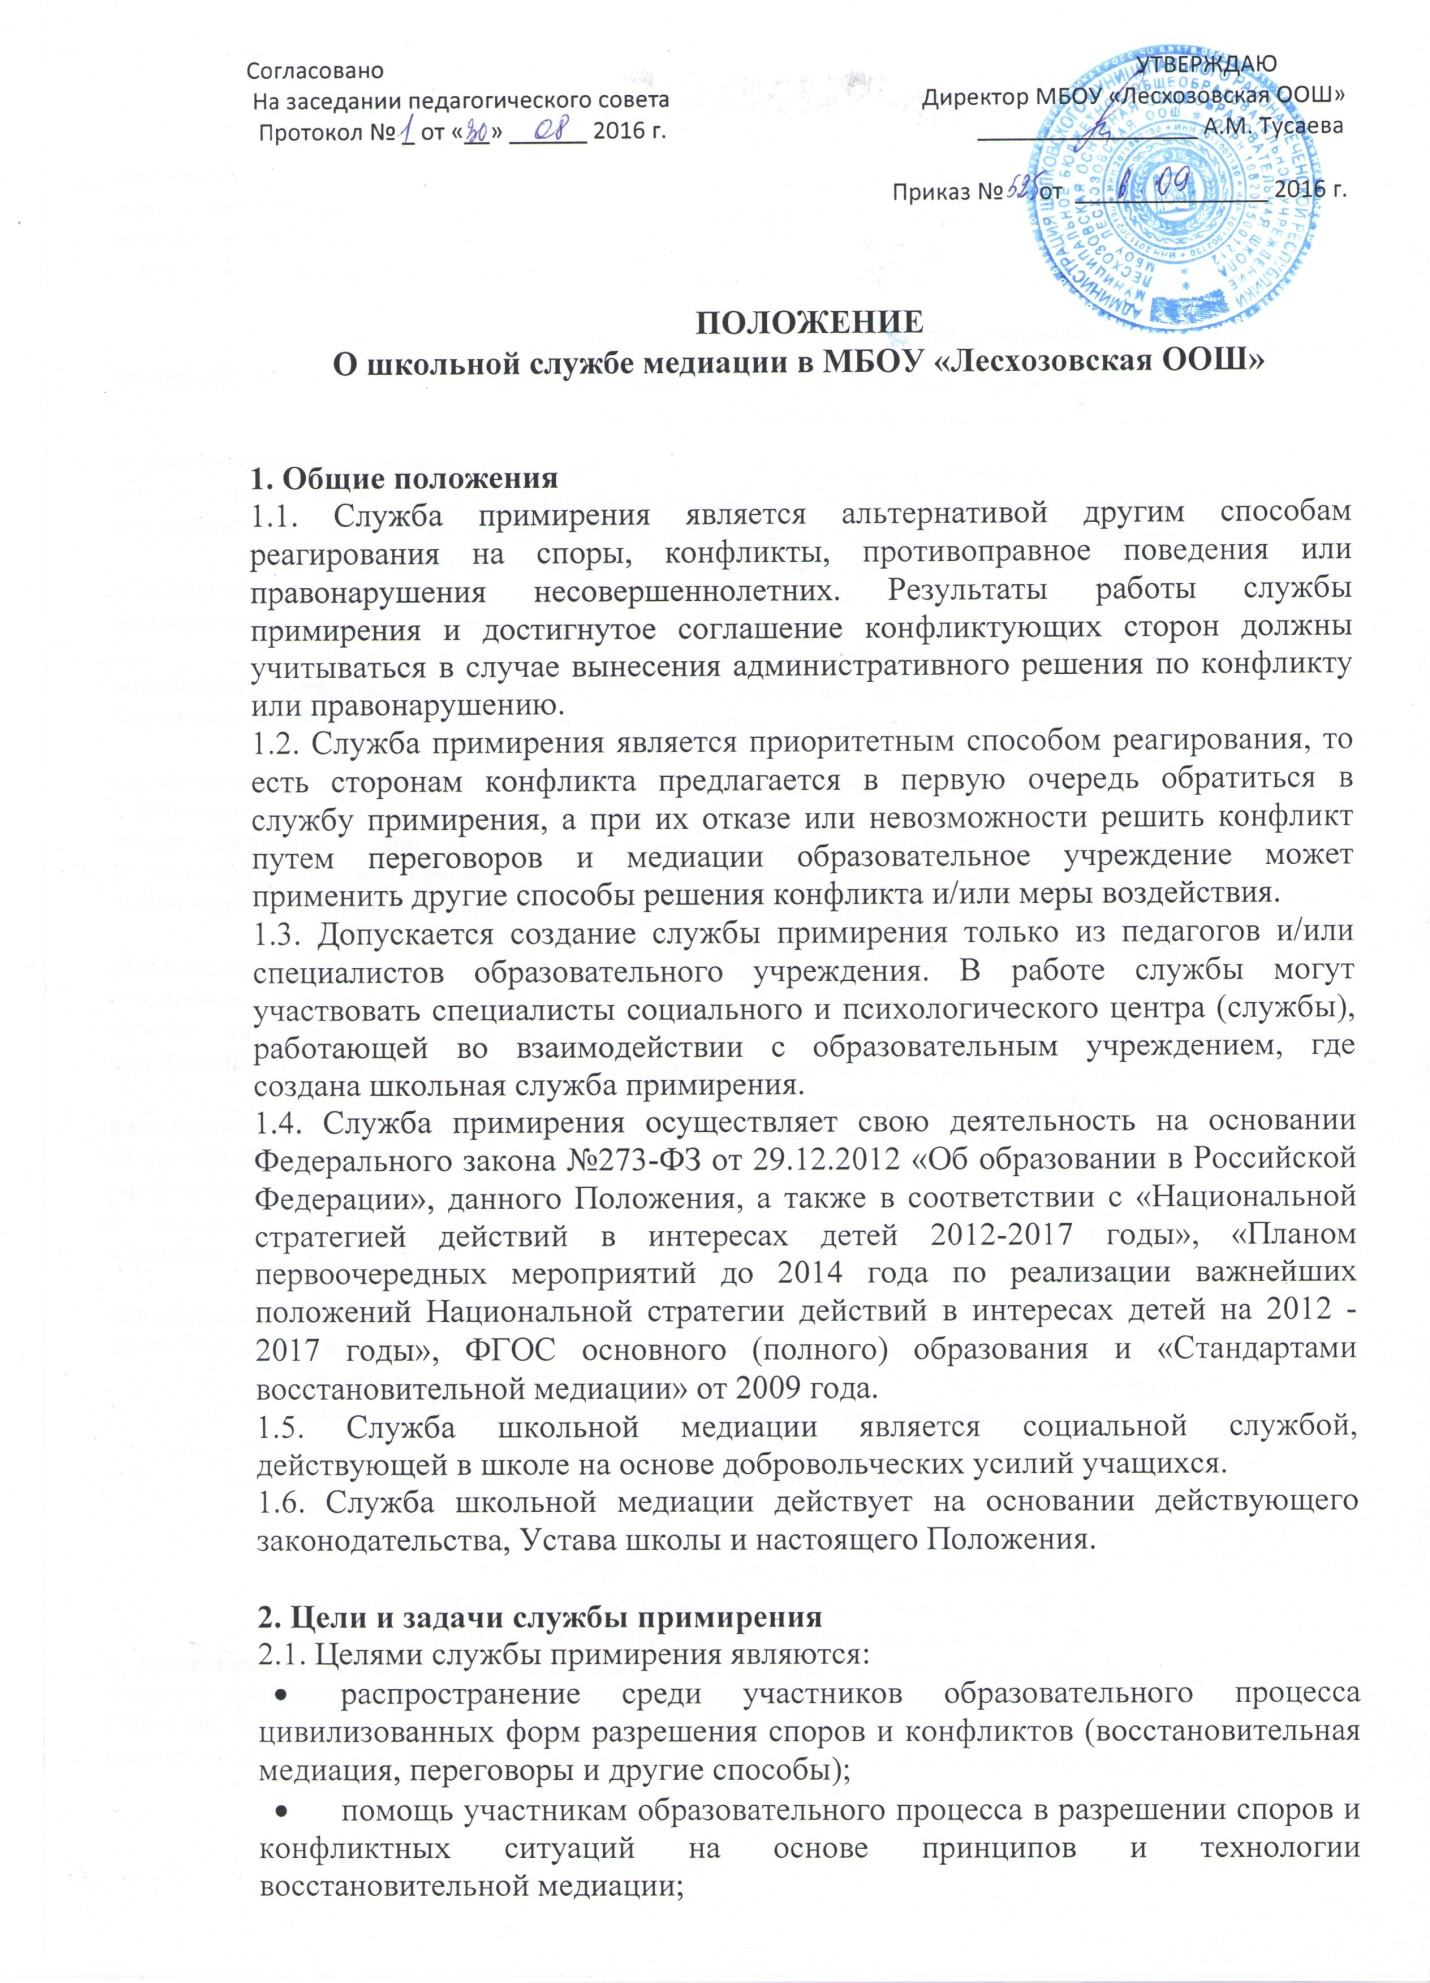 Согласовано
На заседании педагогического совета
Протокол № 1 от «30» 08 2016 г.
УТВЕРЖДАЮ
Директор МБОУ «Лесхозовская ООШ»
А.М. Тусаева
Приказ № 525 от 09 2016 г.
ПОЛОЖЕНИЕ
О школьной службе медиации в МБОУ «Лесхозовская ООШ»
1. Общие положения
1.1. Служба примирения является альтернативой другим способам
реагирования на споры, конфликты, противоправное поведения или
правонарушения несовершеннолетних. Результаты работы службы
примирения и достигнутое соглашение конфликтующих сторон должны
учитываться в случае вынесения административного решения по конфликту
или правонарушению.
1.2. Служба примирения является приоритетным способом реагирования, то
есть сторонам конфликта предлагается в первую очередь обратиться в
службу примирения, а при их отказе или невозможности решить конфликт
путем переговоров и медиации образовательное учреждение может
применить другие способы решения конфликта и/или меры воздействия.
1.3. Допускается создание службы примирения только из педагогов и/или
специалистов образовательного учреждения. В работе службы могут
участвовать специалисты социального и психологического центра (службы),
работающей во взаимодействии с образовательным учреждением, где
создана школьная служба примирения.
1.4. Служба примирения осуществляет свою деятельность на основании
Федерального закона №273-ФЗ от 29.12.2012 «Об образовании в Российской
Федерации», данного Положения, а также в соответствии с «Национальной
стратегией действий в интересах детей 2012-2017 годы», «Планом
первоочередных мероприятий до 2014 года по реализации важнейших
положений Национальной стратегии действий в интересах детей на 2012 -
2017 годы», ФГОС основного (полного) образования и «Стандартами
восстановительной медиации» от 2009 года.
1.5. Служба школьной медиации является социальной службой,
действующей в школе на основе добровольческих усилий учащихся.
1.6. Служба школьной медиации действует на основании действующего
законодательства, Устава школы и настоящего Положения.
2. Цели и задачи службы примирения
2.1. Целями службы примирения являются:
• распространение среди участников образовательного процесса
цивилизованных форм разрешения споров и конфликтов (восстановительная
медиация, переговоры и другие способы);
• помощь участникам образовательного процесса в разрешении споров и
конфликтных ситуаций на основе принципов и технологии
восстановительной медиации;